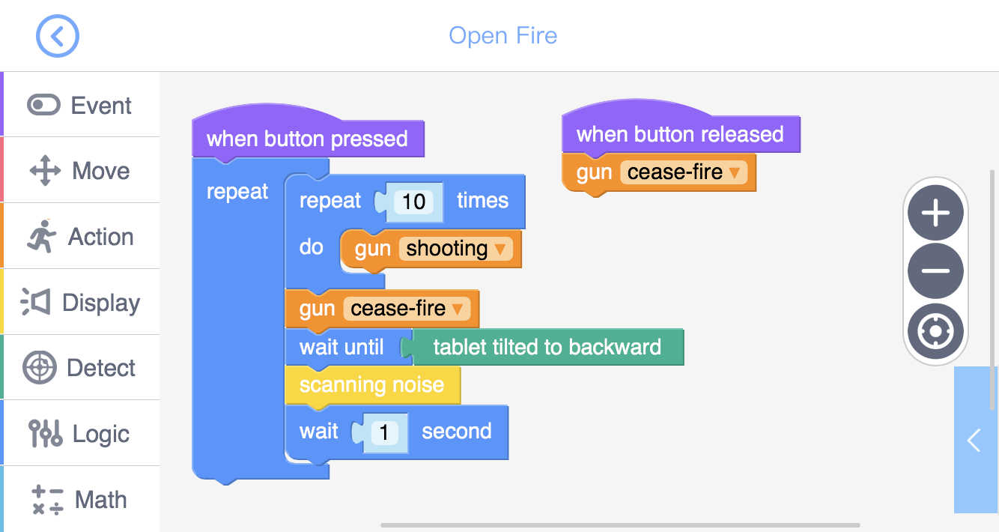 Open Fire
Event
Move
Action
Display
Detect
Logic
Math
when button pressed
repeat
repeat 10 times
do gun shooting
gun cease-fire
wait until tablet tilted to backward
scanning noise
wait 1 second
when button released
gun cease-fire